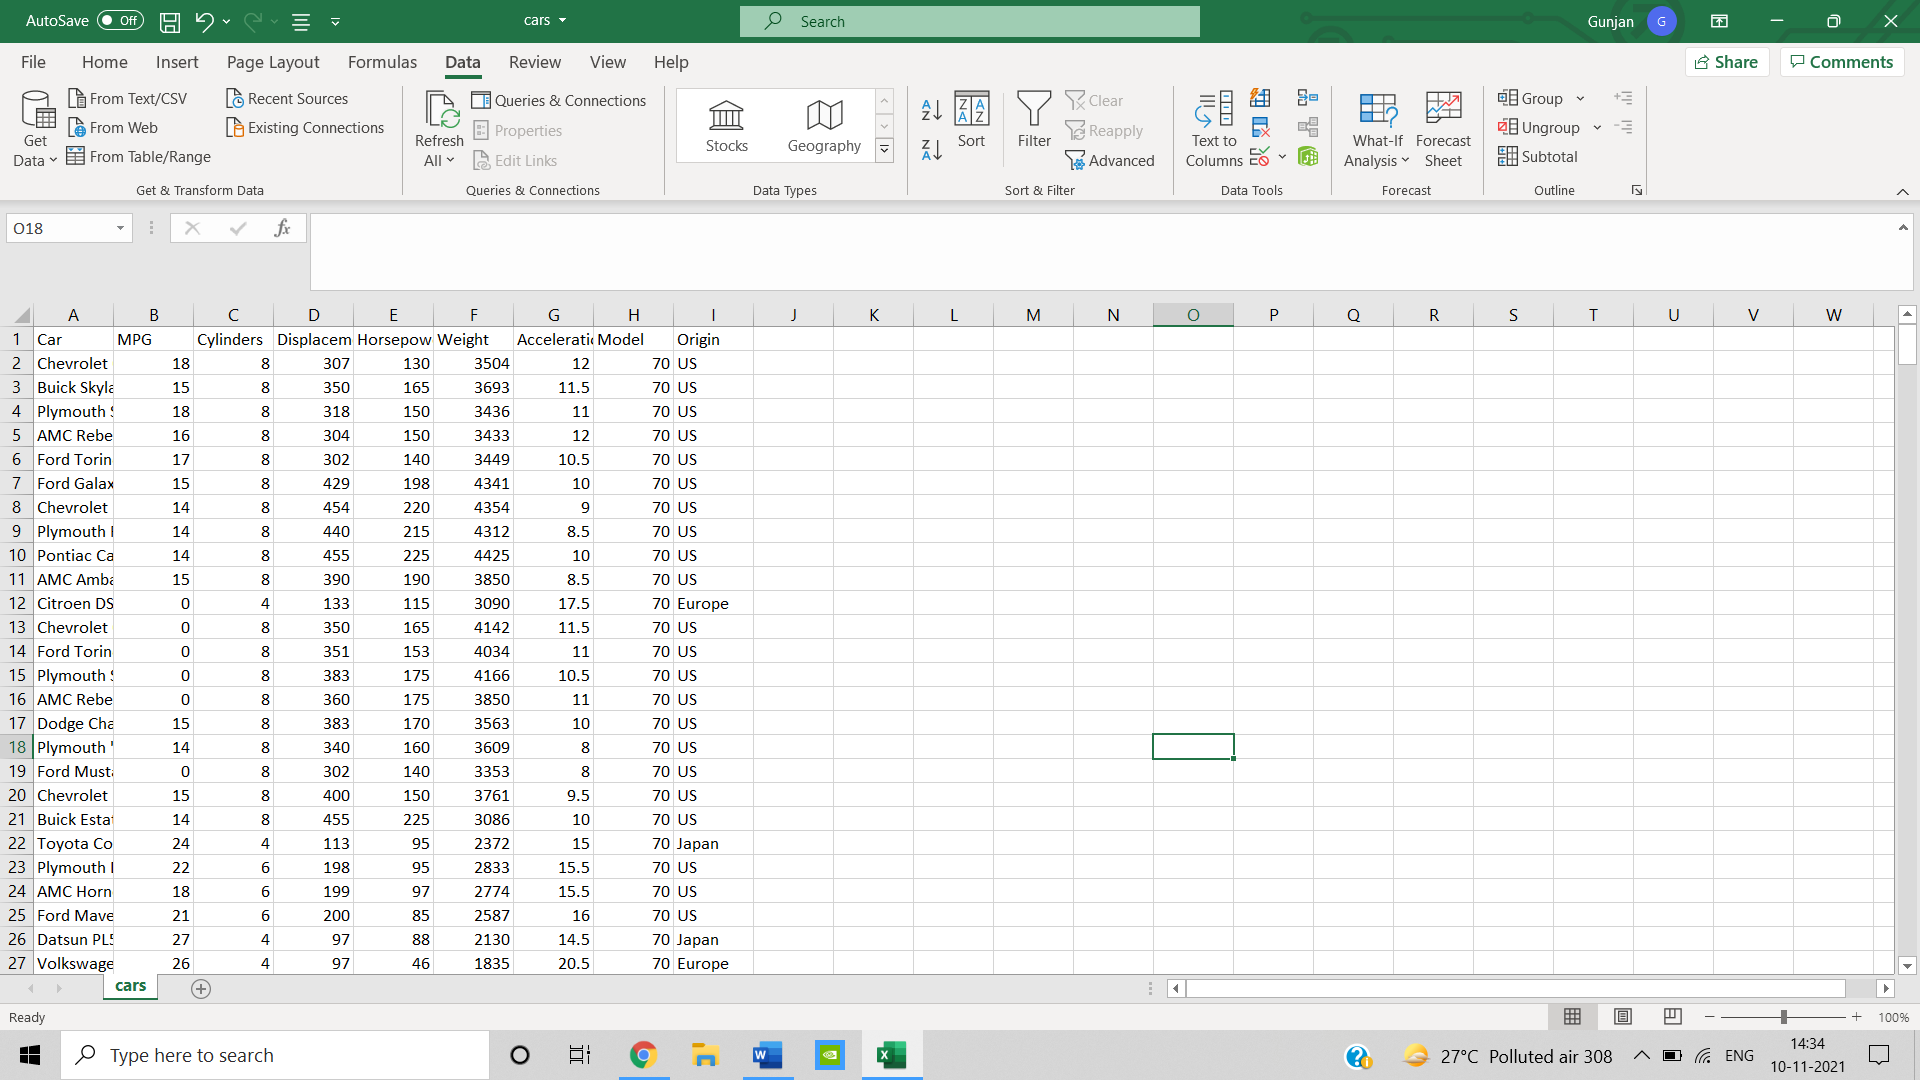 AutoSave Off cars Search Gunjan G
File Home Insert Page Layout Formulas Data Review View Help Share Comments
Get Data From Text/CSV From Web From Table/Range Recent Sources Existing Connections
Refresh All Queries & Connections Properties Edit Links
Stocks Geography
Sort Filter Clear Reapply Advanced
Text to Columns What-If Analysis Forecast Sheet
Group Ungroup Subtotal
Get & Transform Data Queries & Connections Data Types Sort & Filter Data Tools Forecast Outline
O18 fx
A B C D E F G H I J K L M N O P Q R S T U V W
1 Car MPG Cylinders Displacem Horsepow Weight Acceleratic Model Origin
2 Chevrolet 18 8 307 130 3504 12 70 US
3 Buick Skyla 15 8 350 165 3693 11.5 70 US
4 Plymouth S 18 8 318 150 3436 11 70 US
5 AMC Rebe 16 8 304 150 3433 12 70 US
6 Ford Torin 17 8 302 140 3449 10.5 70 US
7 Ford Galax 15 8 429 198 4341 10 70 US
8 Chevrolet 14 8 454 220 4354 9 70 US
9 Plymouth 14 8 440 215 4312 8.5 70 US
10 Pontiac Ca 14 8 455 225 4425 10 70 US
11 AMC Amba 15 8 390 190 3850 8.5 70 US
12 Citroen DS 0 4 133 115 3090 17.5 70 Europe
13 Chevrolet 0 8 350 165 4142 11.5 70 US
14 Ford Torin 0 8 351 153 4034 11 70 US
15 Plymouth S 0 8 383 175 4166 10.5 70 US
16 AMC Rebe 0 8 360 175 3850 11 70 US
17 Dodge Cha 15 8 383 170 3563 10 70 US
18 Plymouth ' 14 8 340 160 3609 8 70 US
19 Ford Musta 0 8 302 140 3353 8 70 US
20 Chevrolet 15 8 400 150 3761 9.5 70 US
21 Buick Estat 14 8 455 225 3086 10 70 US
22 Toyota Co 24 4 113 95 2372 15 70 Japan
23 Plymouth 22 6 198 95 2833 15.5 70 US
24 AMC Horn 18 6 199 97 2774 15.5 70 US
25 Ford Mave 21 6 200 85 2587 16 70 US
26 Datsun PL5 27 4 97 88 2130 14.5 70 Japan
27 Volkswage 26 4 97 46 1835 20.5 70 Europe
cars
Ready 100%
Type here to search 27°C Polluted air 308 ENG 14:34
10-11-2021